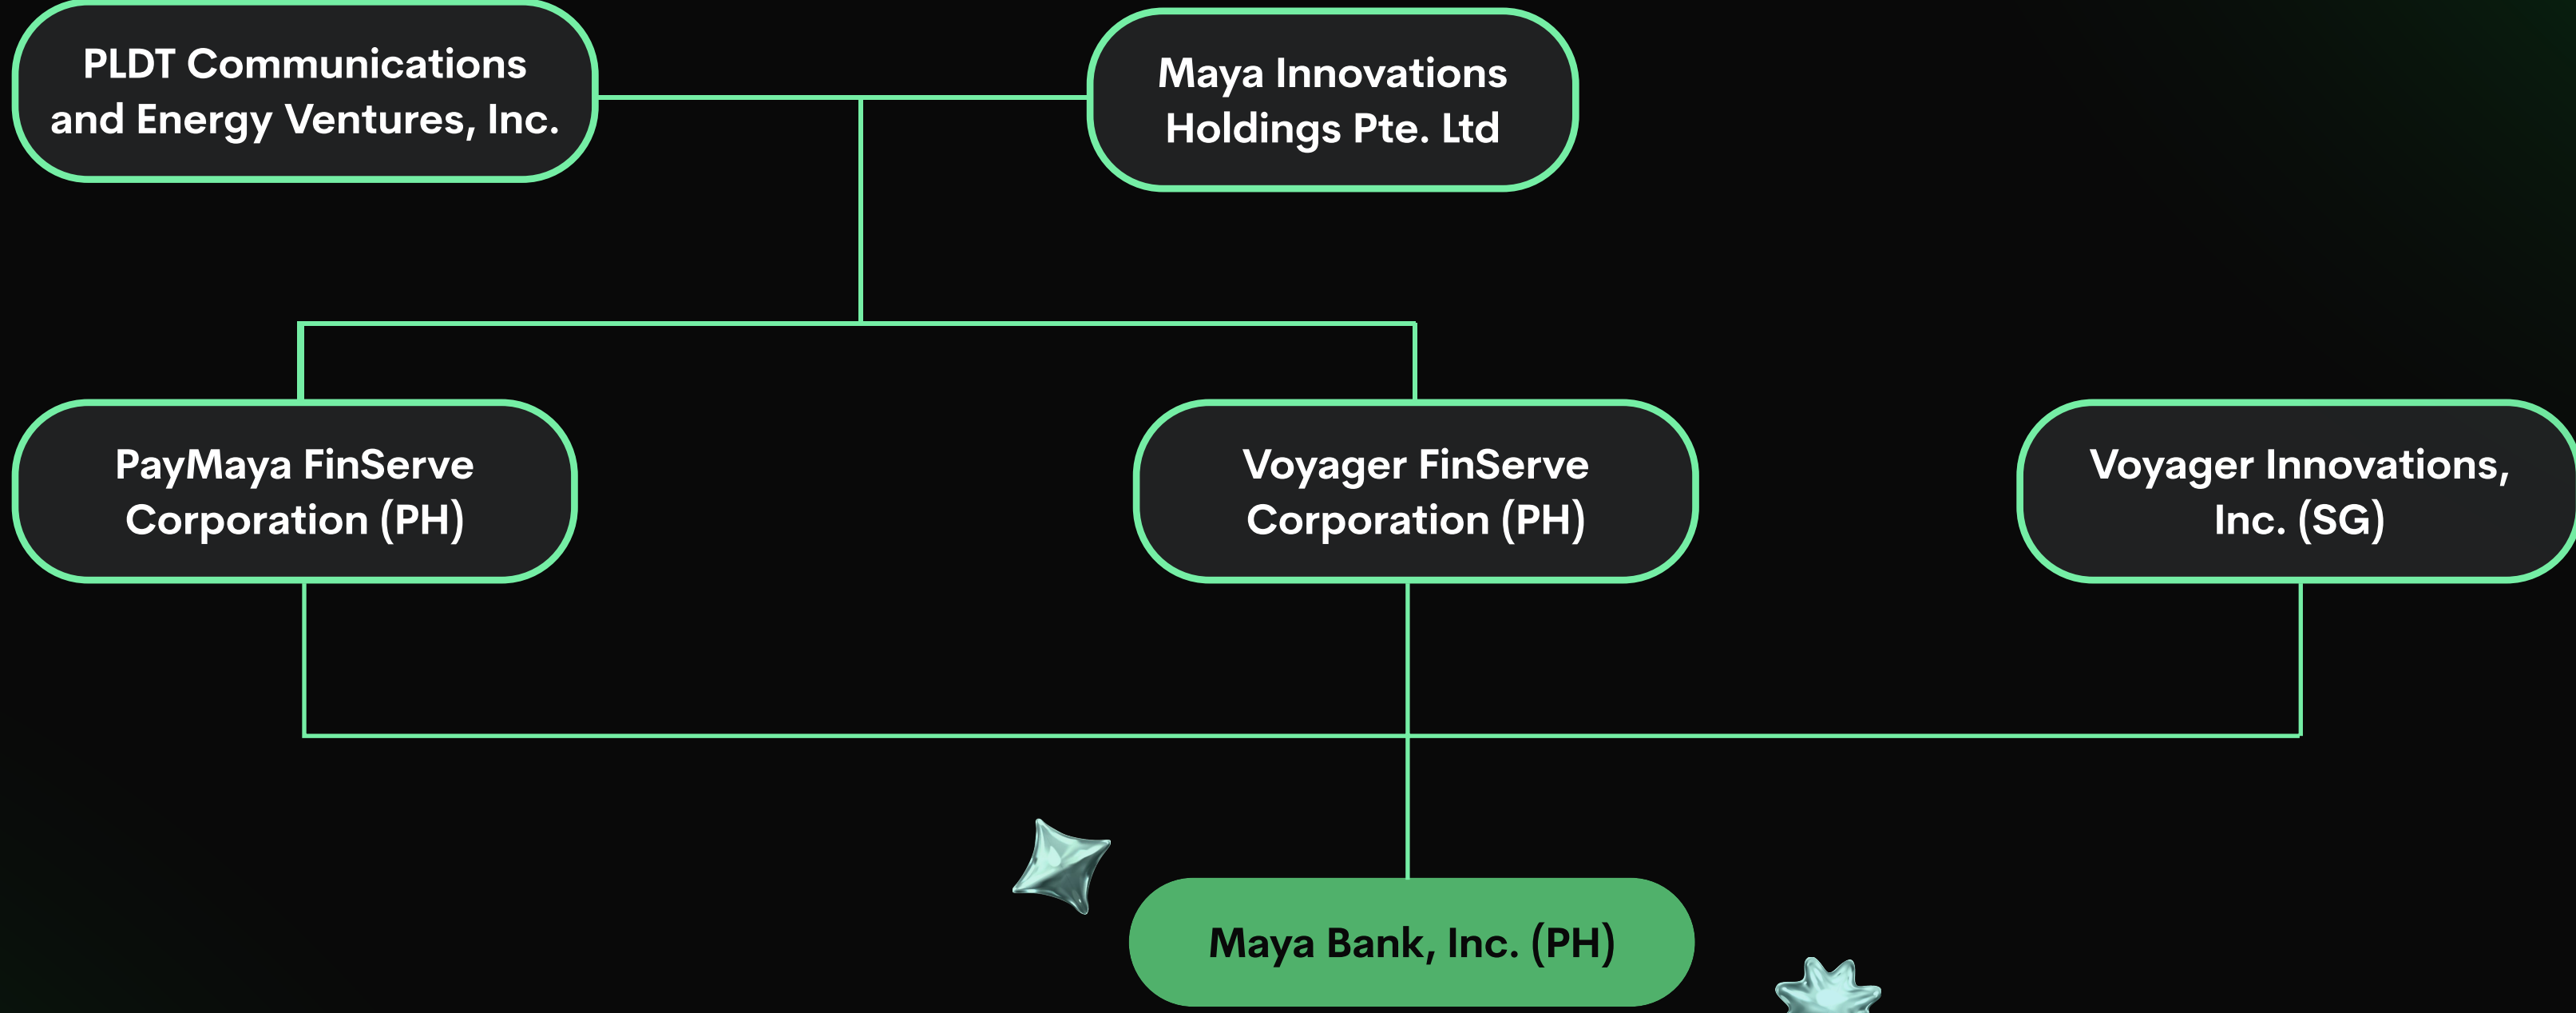 PLDT Communications
and Energy Ventures, Inc.
Maya Innovations
Holdings Pte. Ltd
PayMaya FinServe
Corporation (PH)
Voyager FinServe
Corporation (PH)
Voyager Innovations,
Inc. (SG)
Maya Bank, Inc. (PH)